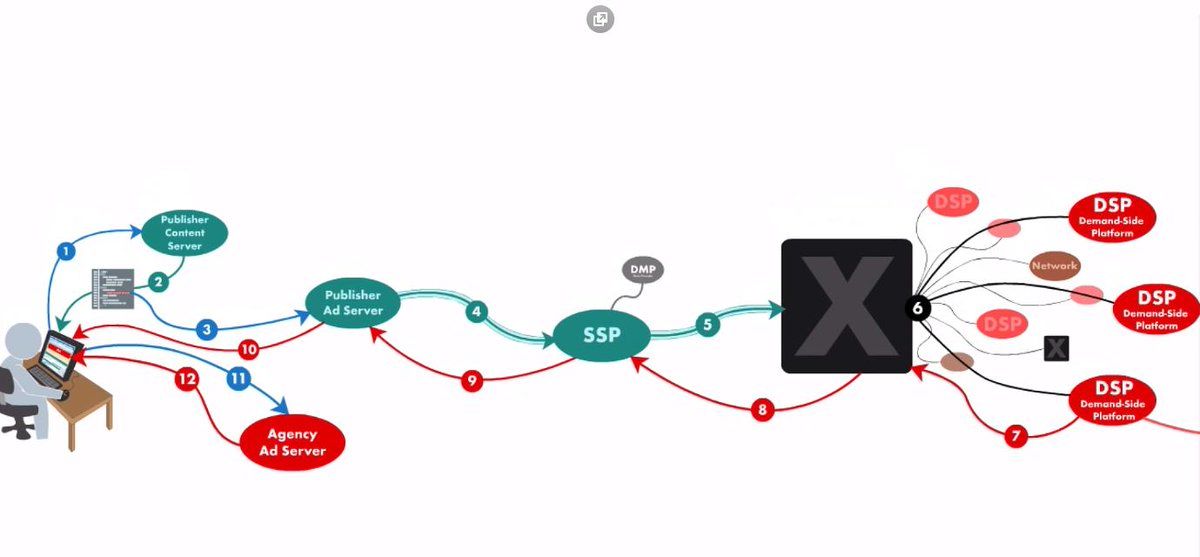 Publisher
Content
Server
1
2
3
Publisher
Ad Server
4
DMP
SSP
5
X
6
DSP
DSP
Demand-Side
Platform
Network
DSP
Demand-Side
Platform
DSP
X
DSP
Demand-Side
Platform
7
8
9
10
11
12
Agency
Ad Server